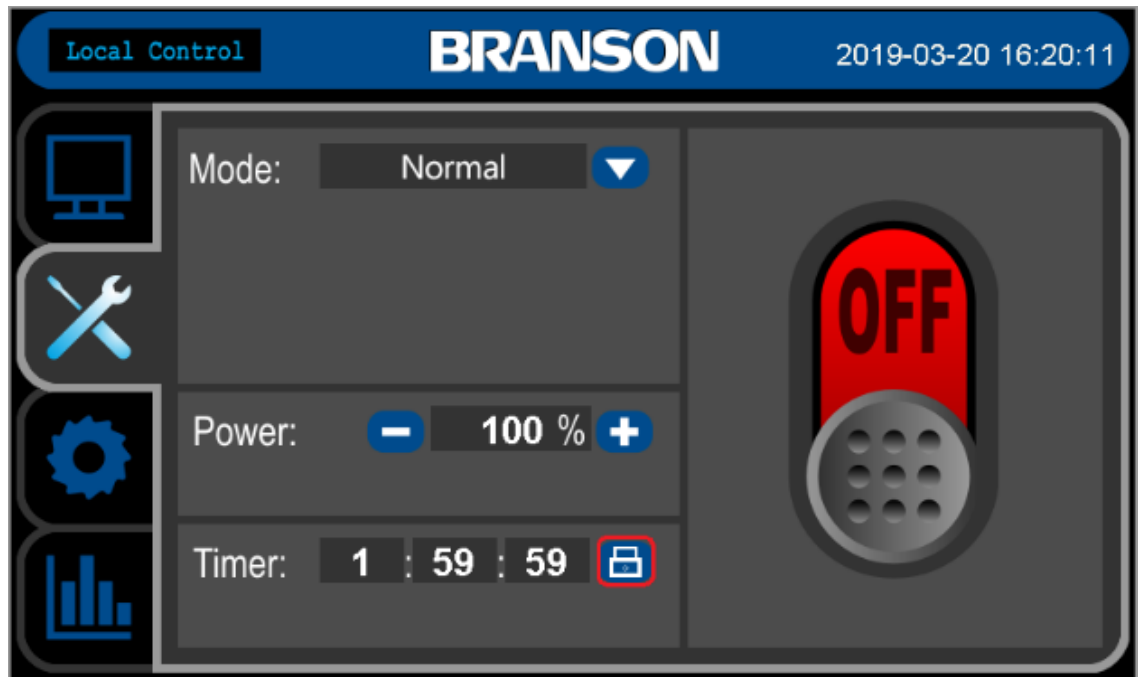 Local Control BRANSON 2019-03-20 16:20:11
Mode: Normal
OFF
Power: 100 %
Timer: 1 : 59 : 59